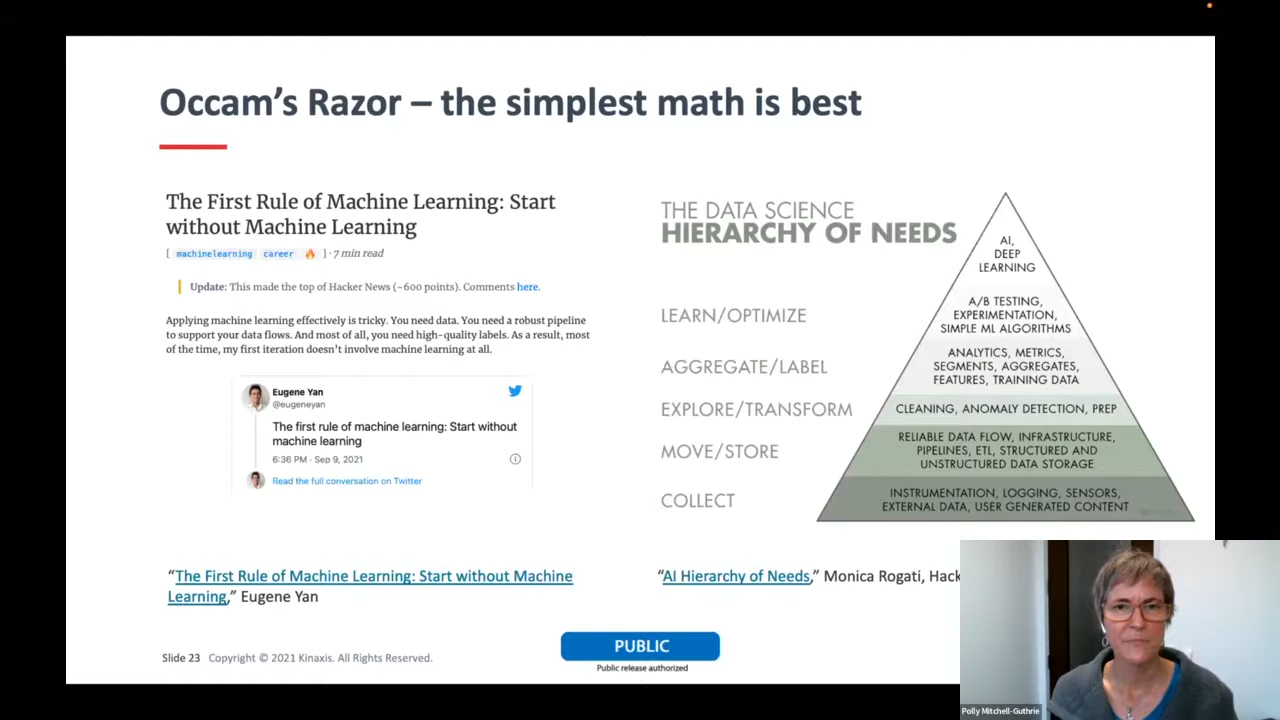 Occam's Razor – the simplest math is best
The First Rule of Machine Learning: Start
without Machine Learning
[ machinelearning career 🔥 ] · 7 min read
Update: This made the top of Hacker News (~600 points). Comments here.
Applying machine learning effectively is tricky. You need data. You need a robust pipeline
to support your data flows. And most of all, you need high-quality labels. As a result, most
of the time, my first iteration doesn't involve machine learning at all.
Eugene Yan
@eugeneyan
The first rule of machine learning: Start without
machine learning
6:36 PM · Sep 9, 2021
Read the full conversation on Twitter
"The First Rule of Machine Learning: Start without Machine
Learning," Eugene Yan
THE DATA SCIENCE
HIERARCHY OF NEEDS
LEARN/OPTIMIZE
AGGREGATE/LABEL
EXPLORE/TRANSFORM
MOVE/STORE
COLLECT
AI,
DEEP
LEARNING
A/B TESTING,
EXPERIMENTATION,
SIMPLE ML ALGORITHMS
ANALYTICS, METRICS,
SEGMENTS, AGGREGATES,
FEATURES, TRAINING DATA
CLEANING, ANOMALY DETECTION, PREP
RELIABLE DATA FLOW, INFRASTRUCTURE,
PIPELINES, ETL, STRUCTURED AND
UNSTRUCTURED DATA STORAGE
INSTRUMENTATION, LOGGING, SENSORS,
EXTERNAL DATA, USER GENERATED CONTENT
"AI Hierarchy of Needs," Monica Rogati, Hack
Slide 23 Copyright © 2021 Kinaxis. All Rights Reserved.
PUBLIC
Public release authorized
Polly Mitchell-Guthrie